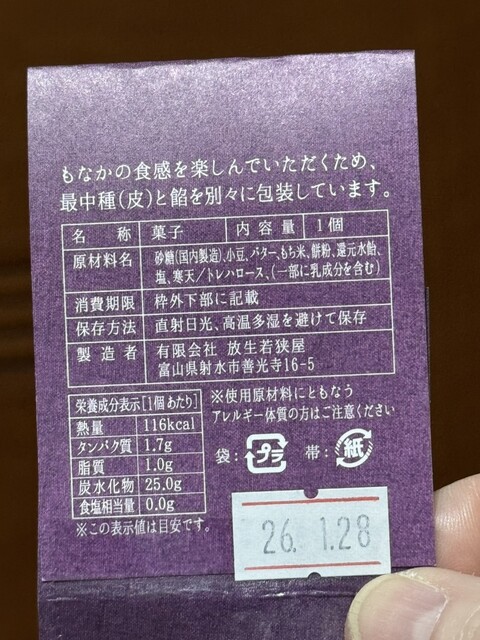 もなかの食感を楽しんでいただくため、
最中種(皮)と餡を別々に包装しています。
名称 菓子 内容量 1個
原材料名 砂糖(国内製造)、小豆、バター、もち米、餅粉、還元水飴、
塩、寒天／トレハロース、(一部に乳成分を含む)
消費期限 枠外下部に記載
保存方法 直射日光、高温多湿を避けて保存
製造者 有限会社 放生若狭屋
富山県射水市善光寺16-5
栄養成分表示[1個あたり]
熱量 116kcal
タンパク質 1.7g
脂質 1.0g
炭水化物 25.0g
食塩相当量 0.0g
※この表示値は目安です。
※使用原材料にともなう
アレルギー体質の方はご注意ください
袋: プラ 帯: 紙
26. 1.28